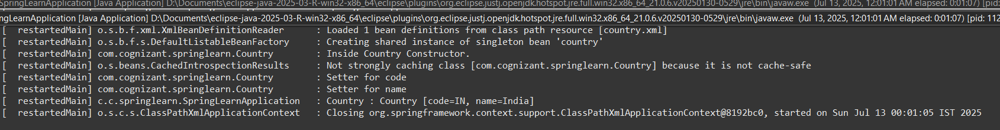 SpringLearnApplication [Java Application] D:\Documents\eclipse-java-2025-03-R-win32-x86_64\eclipse\plugins\org.eclipse.justj.openjdk.hotspot.jre.full.win32.x86_64_21.0.6.v20250130-0529\jre\bin\javaw.exe (Jul 13, 2025, 12:01:01 AM elapsed: 0:01:07) [pid:
ngLearnApplication [Java Application] D:\Documents\eclipse-java-2025-03-R-win32-x86_64\eclipse\plugins\org.eclipse.justj.openjdk.hotspot.jre.full.win32.x86_64_21.0.6.v20250130-0529\jre\bin\javaw.exe (Jul 13, 2025, 12:01:01 AM elapsed: 0:01:07) [pid: 112
[  restartedMain] o.s.b.f.xml.XmlBeanDefinitionReader      : Loaded 1 bean definitions from class path resource [country.xml]
[  restartedMain] o.s.b.f.s.DefaultListableBeanFactory     : Creating shared instance of singleton bean 'country'
[  restartedMain] com.cognizant.springlearn.Country        : Inside Country Constructor.
[  restartedMain] o.s.beans.CachedIntrospectionResults     : Not strongly caching class [com.cognizant.springlearn.Country] because it is not cache-safe
[  restartedMain] com.cognizant.springlearn.Country        : Setter for code
[  restartedMain] com.cognizant.springlearn.Country        : Setter for name
[  restartedMain] c.c.springlearn.SpringLearnApplication   : Country : Country [code=IN, name=India]
[  restartedMain] o.s.c.s.ClassPathXmlApplicationContext   : Closing org.springframework.context.support.ClassPathXmlApplicationContext@8192bc0, started on Sun Jul 13 00:01:05 IST 2025